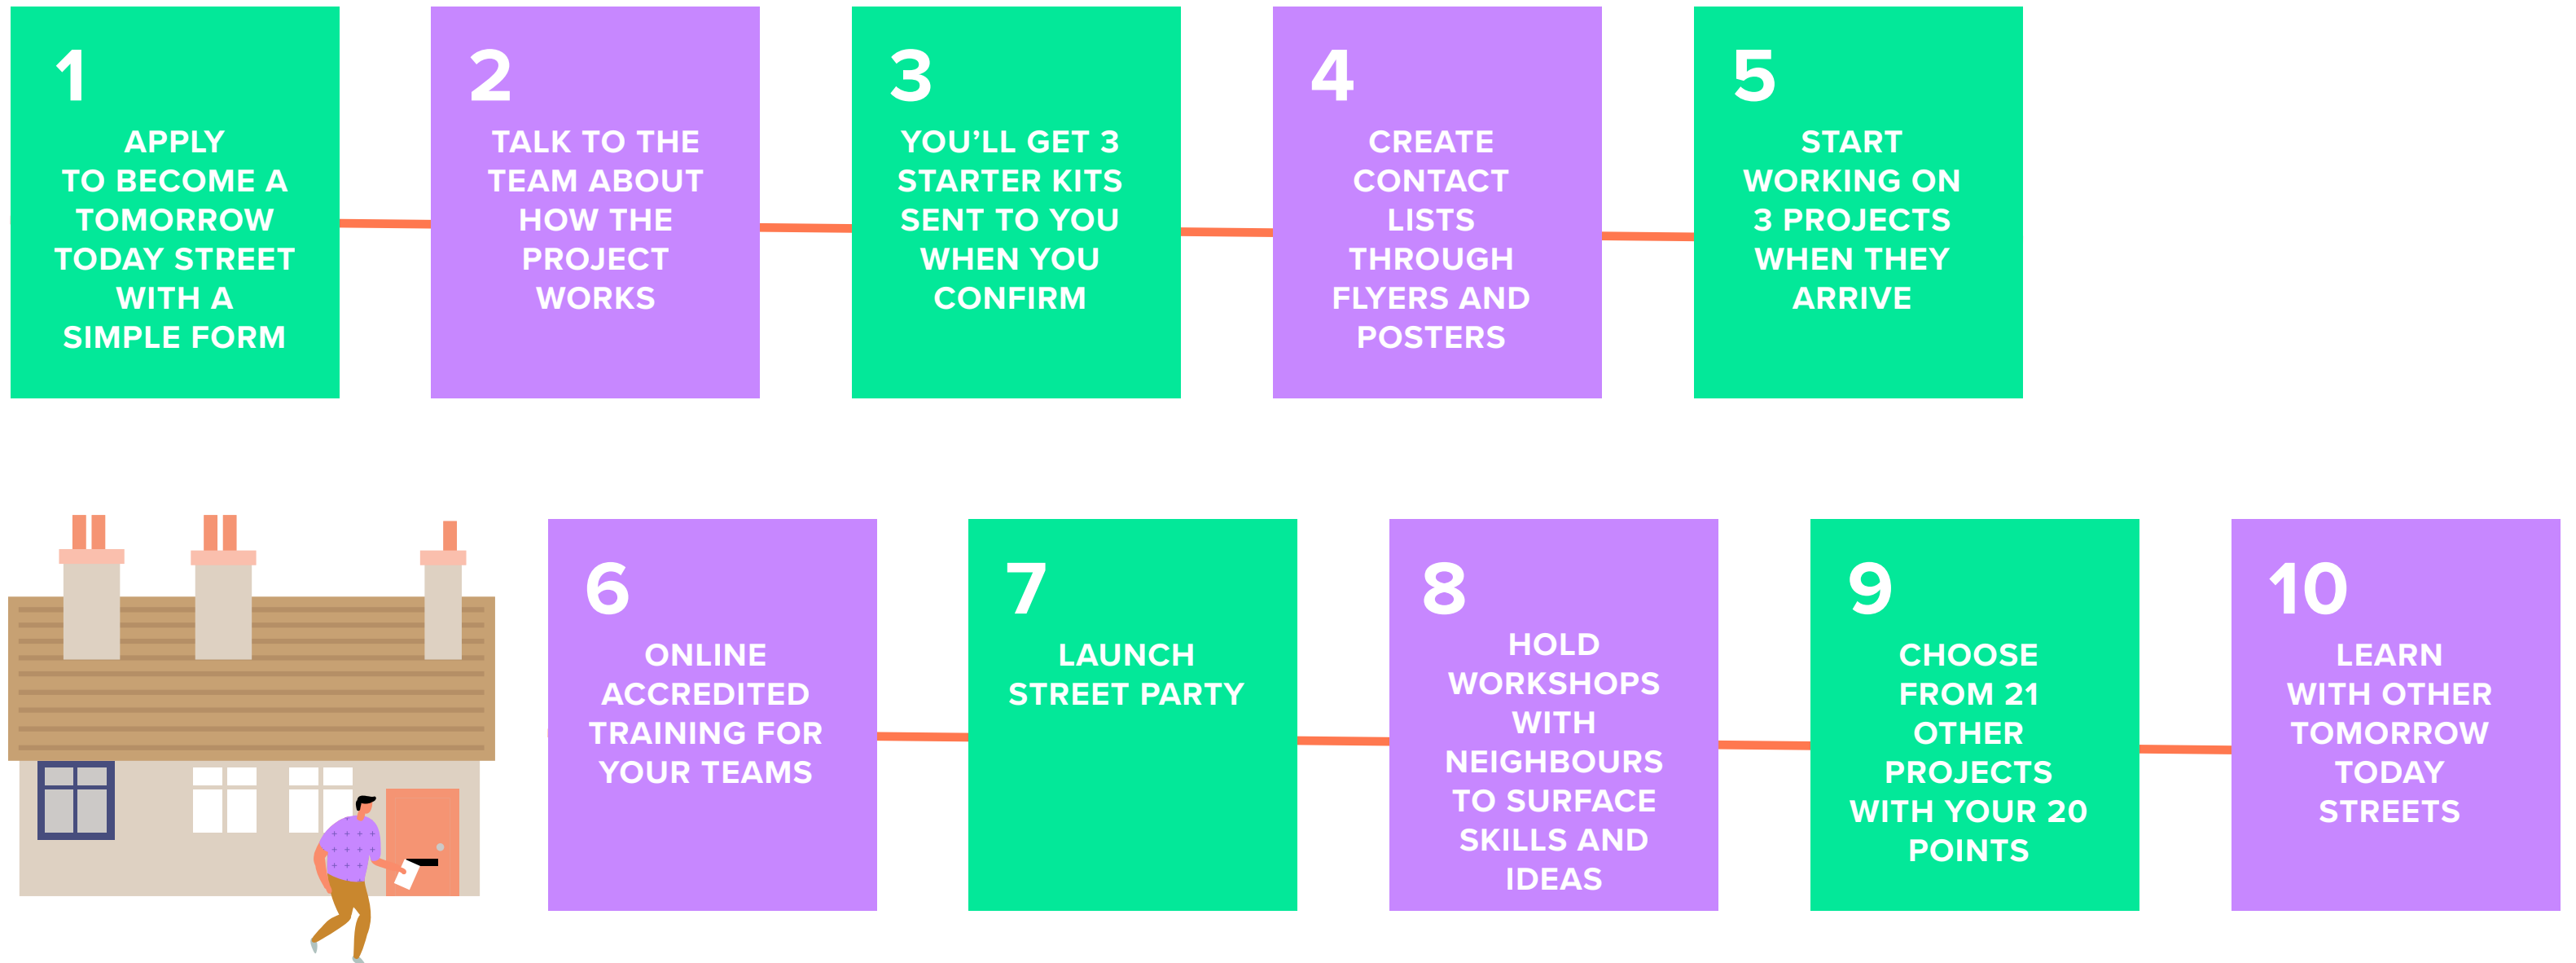 1
APPLY
TO BECOME A
TOMORROW
TODAY STREET
WITH A
SIMPLE FORM
2
TALK TO THE
TEAM ABOUT
HOW THE
PROJECT
WORKS
3
YOU’LL GET 3
STARTER KITS
SENT TO YOU
WHEN YOU
CONFIRM
4
CREATE
CONTACT
LISTS
THROUGH
FLYERS AND
POSTERS
5
START
WORKING ON
3 PROJECTS
WHEN THEY
ARRIVE
6
ONLINE
ACCREDITED
TRAINING FOR
YOUR TEAMS
7
LAUNCH
STREET PARTY
8
HOLD
WORKSHOPS
WITH
NEIGHBOURS
TO SURFACE
SKILLS AND
IDEAS
9
CHOOSE
FROM 21
OTHER
PROJECTS
WITH YOUR 20
POINTS
10
LEARN
WITH OTHER
TOMORROW
TODAY
STREETS